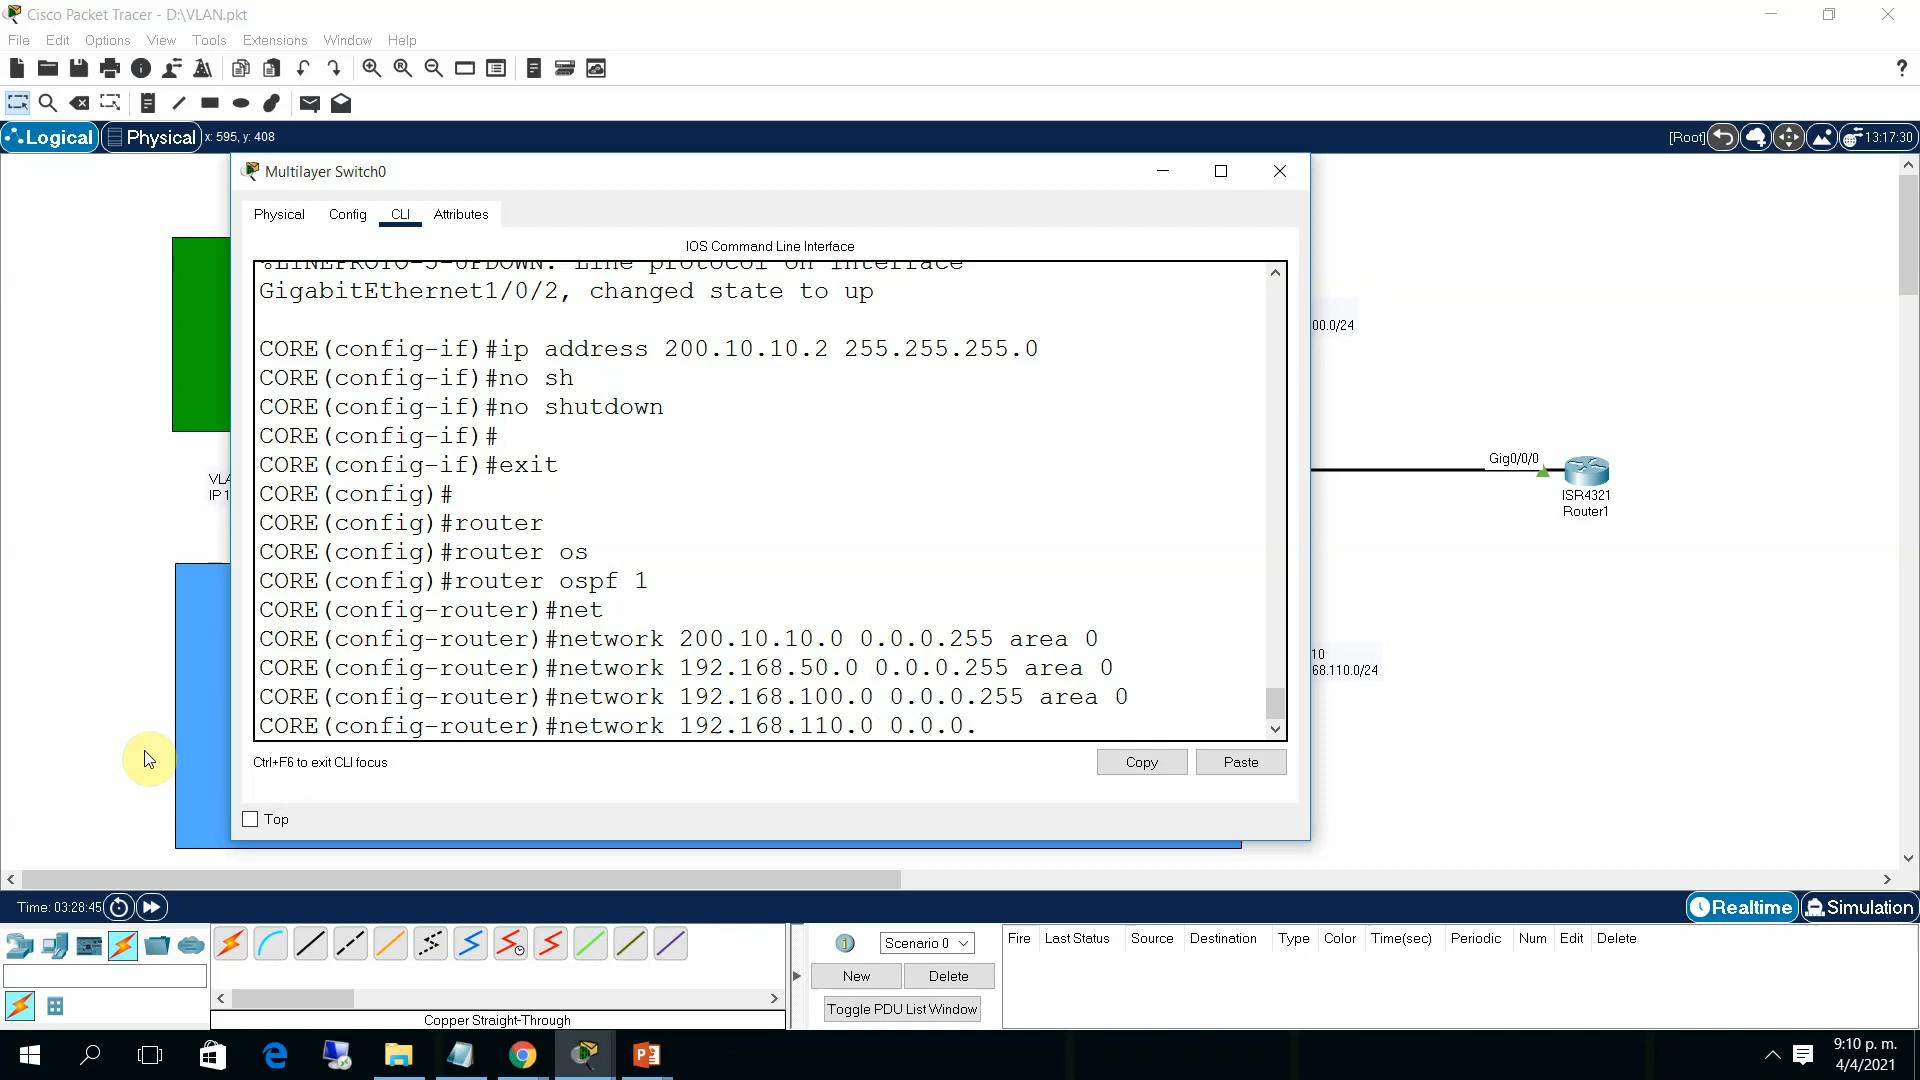 Cisco Packet Tracer - D:\VLAN.pkt
File Edit Options View Tools Extensions Window Help
?
Logical Physical x: 595, y: 408 [Root] 13:17:30
Multilayer Switch0
Physical Config CLI Attributes
IOS Command Line Interface
%LINEPROTO-5-UPDOWN: Line protocol on Interface
GigabitEthernet1/0/2, changed state to up
CORE(config-if)#ip address 200.10.10.2 255.255.255.0
CORE(config-if)#no sh
CORE(config-if)#no shutdown
CORE(config-if)#
CORE(config-if)#exit
CORE(config)#
CORE(config)#router
CORE(config)#router os
CORE(config)#router ospf 1
CORE(config-router)#net
CORE(config-router)#network 200.10.10.0 0.0.0.255 area 0
CORE(config-router)#network 192.168.50.0 0.0.0.255 area 0
CORE(config-router)#network 192.168.100.0 0.0.0.255 area 0
CORE(config-router)#network 192.168.110.0 0.0.0.
Ctrl+F6 to exit CLI focus
Copy Paste
Top
VLA
IP 1
00.0/24
Gig0/0/0
ISR4321
Router1
10
68.110.0/24
Time: 03:28:45
Realtime Simulation
Scenario 0
New Delete
Toggle PDU List Window
Fire Last Status Source Destination Type Color Time(sec) Periodic Num Edit Delete
Copper Straight-Through
9:10 p. m.
4/4/2021